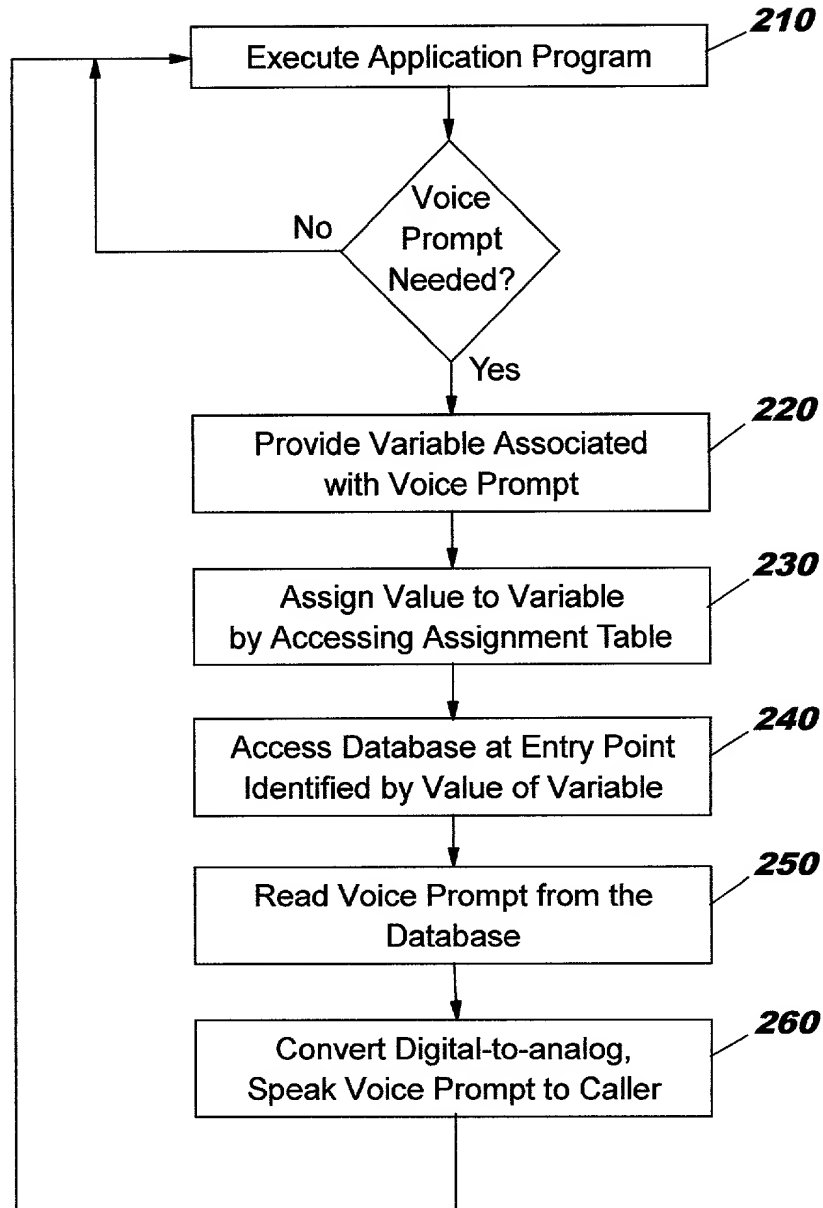 210
Execute Application Program
Voice
Prompt
Needed?
No
Yes
220
Provide Variable Associated
with Voice Prompt
230
Assign Value to Variable
by Accessing Assignment Table
240
Access Database at Entry Point
Identified by Value of Variable
250
Read Voice Prompt from the
Database
260
Convert Digital-to-analog,
Speak Voice Prompt to Caller